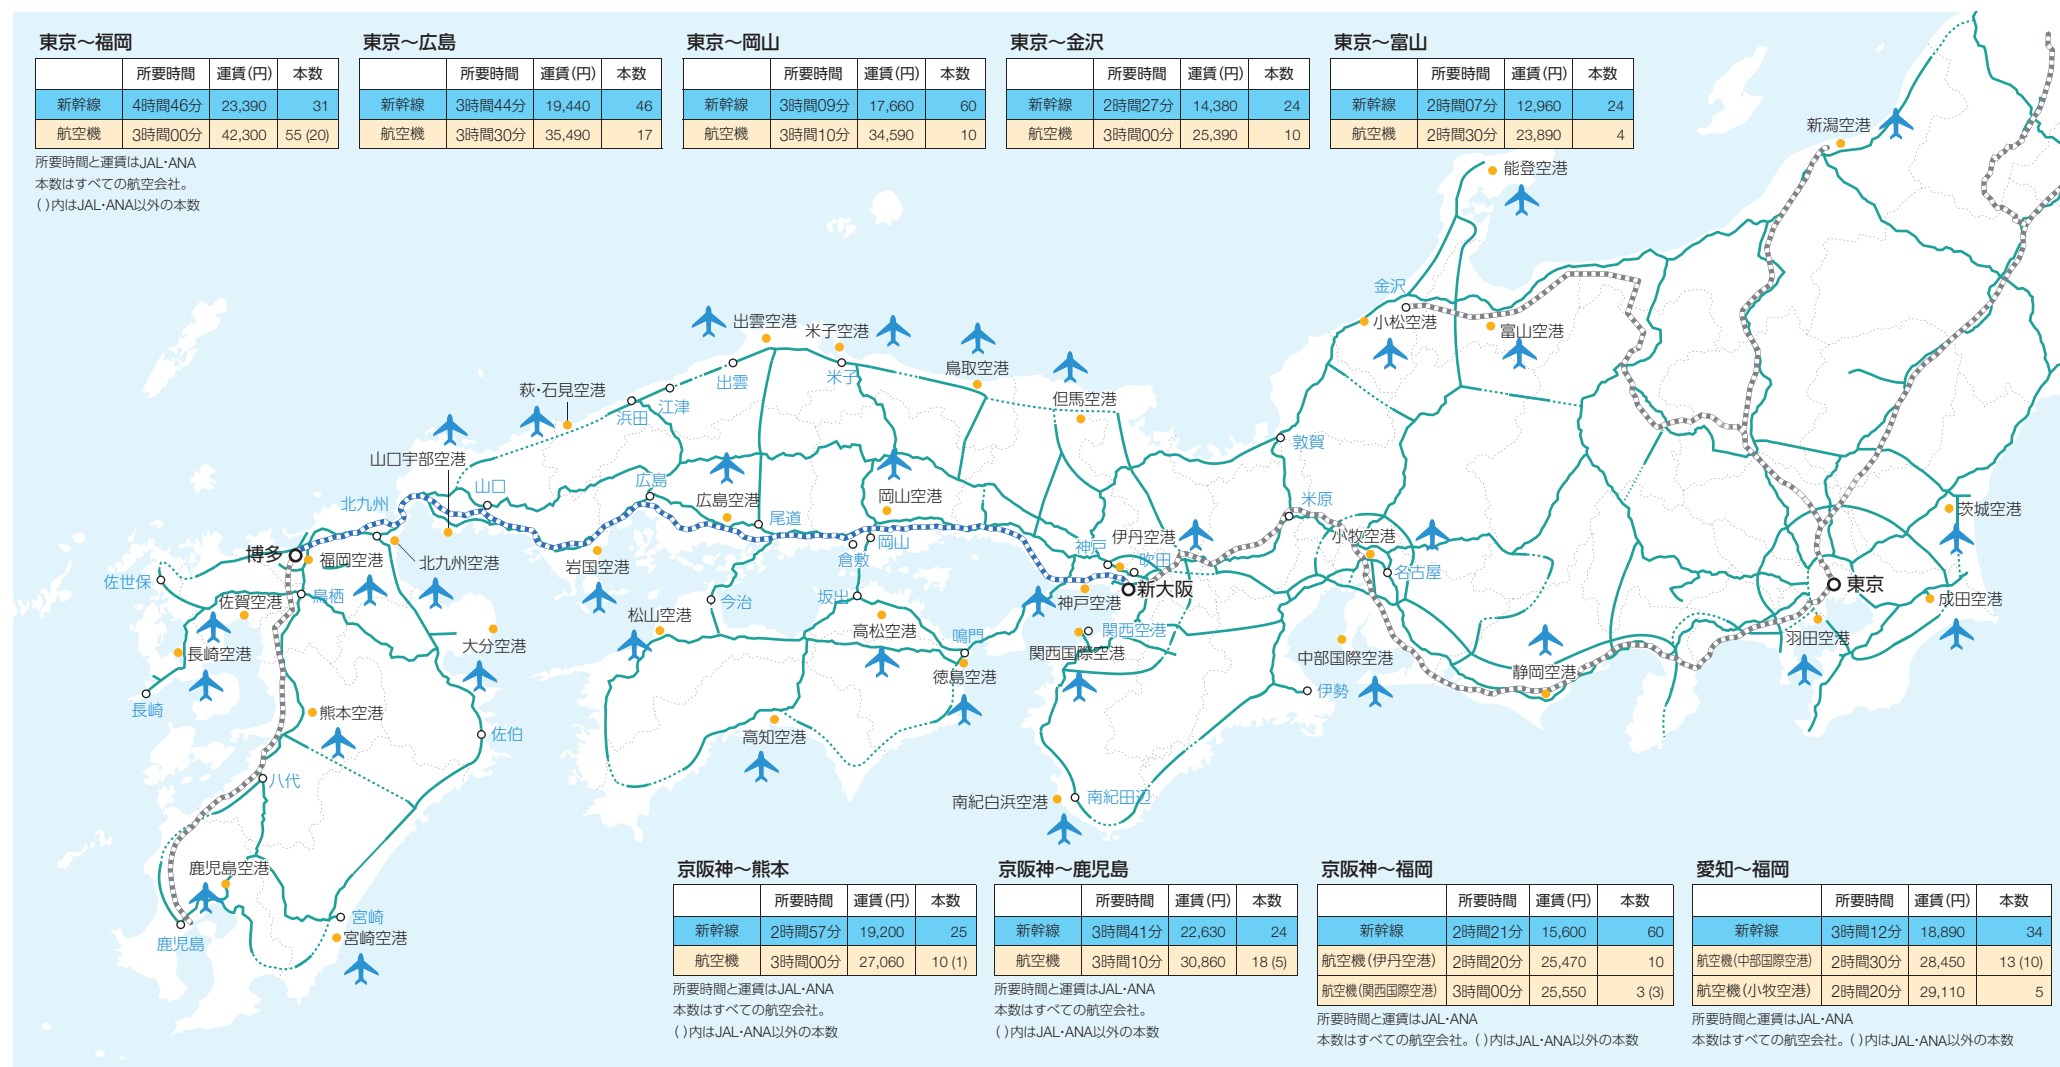 東京～福岡
所要時間 運賃(円) 本数
新幹線 4時間46分 23,390 31
航空機 3時間00分 42,300 55 (20)
所要時間と運賃はJAL・ANA
本数はすべての航空会社。
( )内はJAL・ANA以外の本数
東京～広島
所要時間 運賃(円) 本数
新幹線 3時間44分 19,440 46
航空機 3時間30分 35,490 17
東京～岡山
所要時間 運賃(円) 本数
新幹線 3時間09分 17,660 60
航空機 3時間10分 34,590 10
東京～金沢
所要時間 運賃(円) 本数
新幹線 2時間27分 14,380 24
航空機 3時間00分 25,390 10
東京～富山
所要時間 運賃(円) 本数
新幹線 2時間07分 12,960 24
航空機 2時間30分 23,890 4
新潟空港
能登空港
金沢
小松空港
富山空港
出雲空港
米子空港
鳥取空港
但馬空港
出雲
米子
萩・石見空港
江津
浜田
敦賀
山口宇部空港
山口
広島
広島空港
岡山空港
尾道
米原
北九州
茨城空港
小牧空港
伊丹空港
神戸
吹田
岡山
倉敷
博多
福岡空港
北九州空港
岩国空港
名古屋
佐世保
新大阪
東京
鳥栖
佐賀空港
今治
坂出
神戸空港
成田空港
松山空港
高松空港
鳴門
関西空港
羽田空港
大分空港
長崎空港
関西国際空港
中部国際空港
徳島空港
静岡空港
伊勢
長崎
熊本空港
佐伯
高知空港
八代
南紀白浜空港
南紀田辺
鹿児島空港
宮崎
宮崎空港
鹿児島
京阪神～熊本
所要時間 運賃(円) 本数
新幹線 2時間57分 19,200 25
航空機 3時間00分 27,060 10 (1)
所要時間と運賃はJAL・ANA
本数はすべての航空会社。
( )内はJAL・ANA以外の本数
京阪神～鹿児島
所要時間 運賃(円) 本数
新幹線 3時間41分 22,630 24
航空機 3時間10分 30,860 18 (5)
所要時間と運賃はJAL・ANA
本数はすべての航空会社。
( )内はJAL・ANA以外の本数
京阪神～福岡
所要時間 運賃(円) 本数
新幹線 2時間21分 15,600 60
航空機(伊丹空港) 2時間20分 25,470 10
航空機(関西国際空港) 3時間00分 25,550 3 (3)
所要時間と運賃はJAL・ANA
本数はすべての航空会社。( )内はJAL・ANA以外の本数
愛知～福岡
所要時間 運賃(円) 本数
新幹線 3時間12分 18,890 34
航空機(中部国際空港) 2時間30分 28,450 13 (10)
航空機(小牧空港) 2時間20分 29,110 5
所要時間と運賃はJAL・ANA
本数はすべての航空会社。( )内はJAL・ANA以外の本数